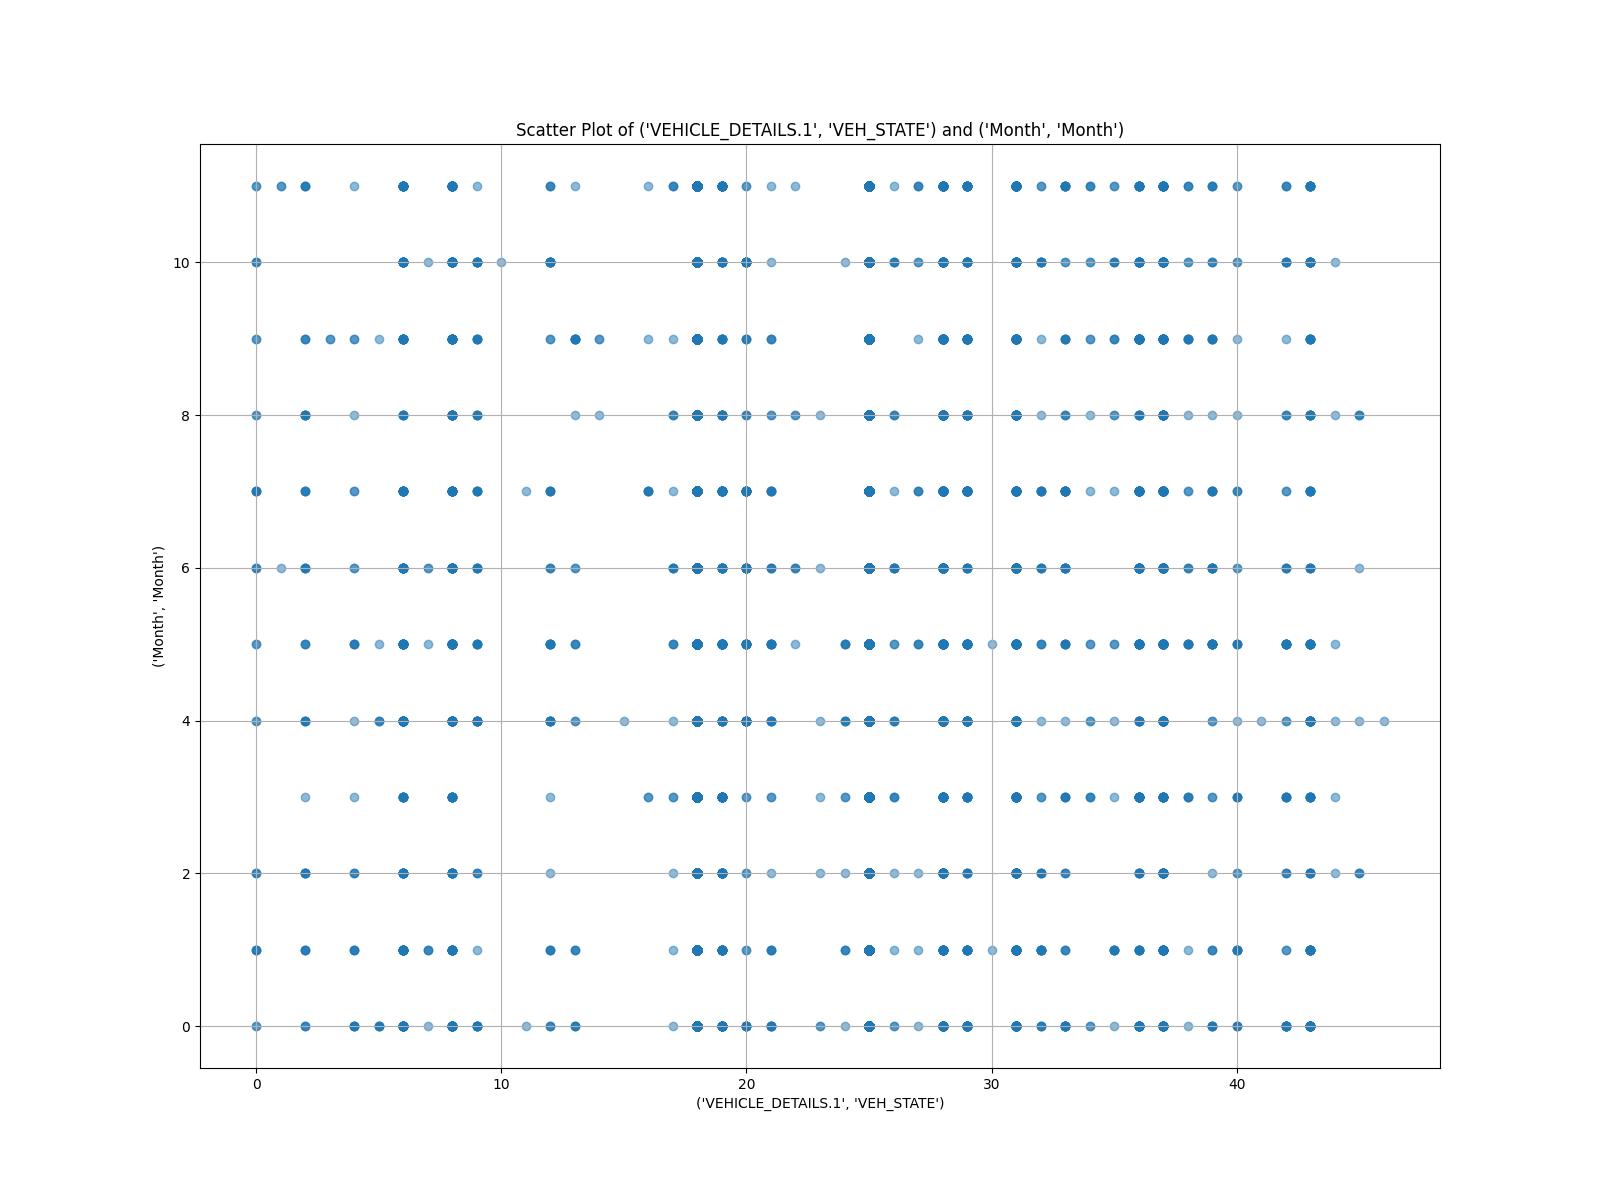 Scatter Plot of ('VEHICLE_DETAILS.1', 'VEH_STATE') and ('Month', 'Month')
('Month', 'Month')
10
8
6
4
2
0
0 10 20 30 40
('VEHICLE_DETAILS.1', 'VEH_STATE')